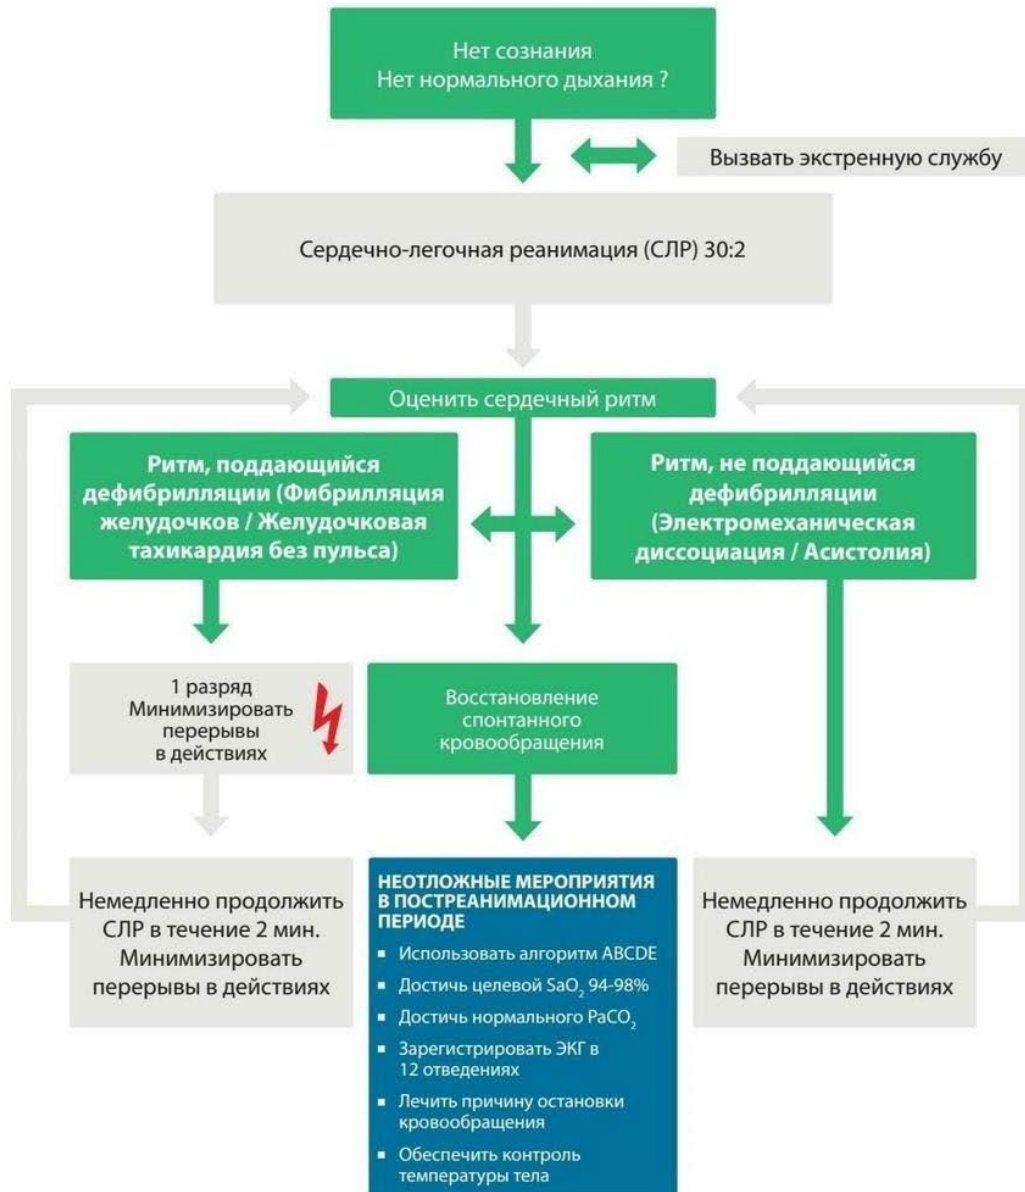 Нет сознания
Нет нормального дыхания ?
Вызвать экстренную службу
Сердечно-легочная реанимация (СЛР) 30:2
Оценить сердечный ритм
Ритм, поддающийся
дефибрилляции (Фибрилляция
желудочков / Желудочковая
тахикардия без пульса)
Ритм, не поддающийся
дефибрилляции
(Электромеханическая
диссоциация / Асистолия)
1 разряд
Минимизировать
перерывы
в действиях
Восстановление
спонтанного
кровообращения
Немедленно продолжить
СЛР в течение 2 мин.
Минимизировать
перерывы в действиях
НЕОТЛОЖНЫЕ МЕРОПРИЯТИЯ
В ПОСТРЕАНИМАЦИОННОМ
ПЕРИОДЕ
▪ Использовать алгоритм ABCDE
▪ Достичь целевой SaO₂ 94-98%
▪ Достичь нормального PaCO₂
▪ Зарегистрировать ЭКГ в
12 отведениях
▪ Лечить причину остановки
кровообращения
▪ Обеспечить контроль
температуры тела
Немедленно продолжить
СЛР в течение 2 мин.
Минимизировать
перерывы в действиях